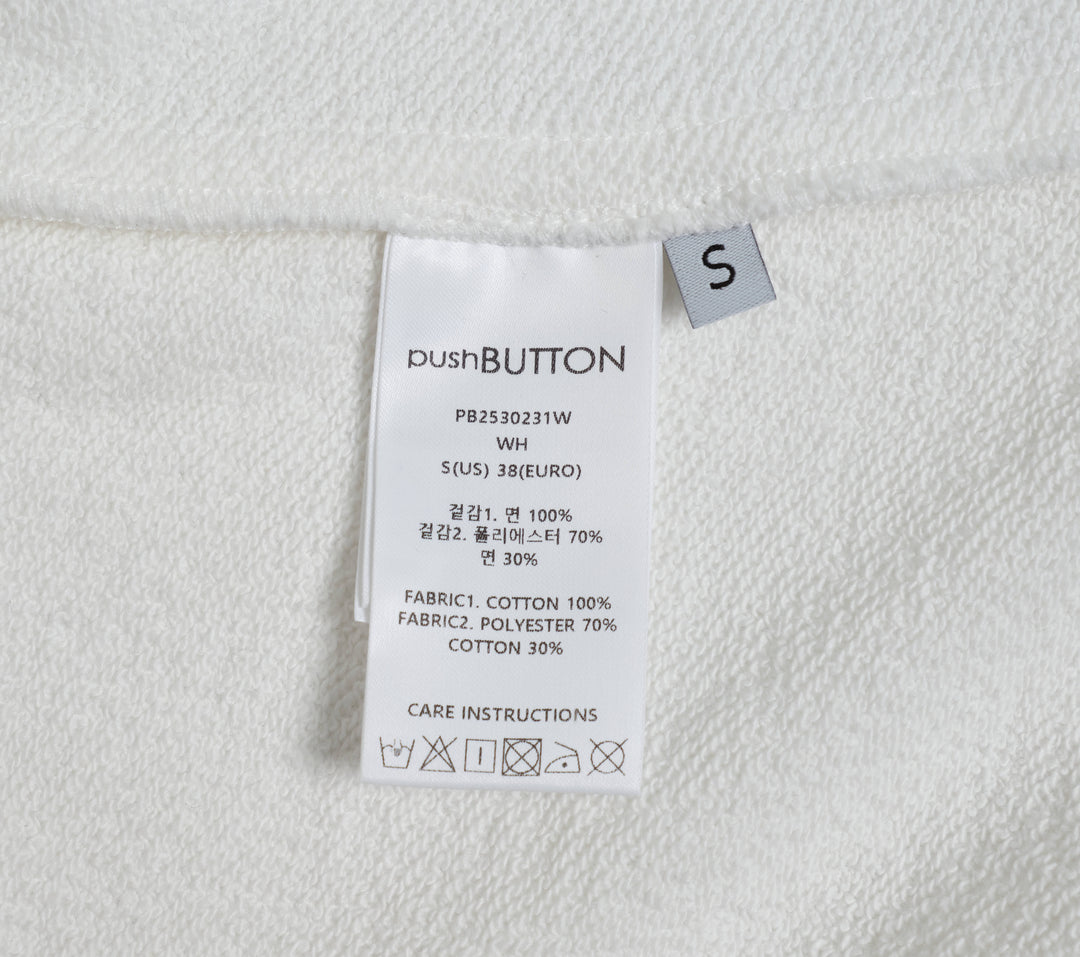 S
pushBUTTON
PB2530231W
WH
S(US) 38(EURO)
겉감1. 면 100%
겉감2. 폴리에스터 70%
면 30%
FABRIC1. COTTON 100%
FABRIC2. POLYESTER 70%
COTTON 30%
CARE INSTRUCTIONS